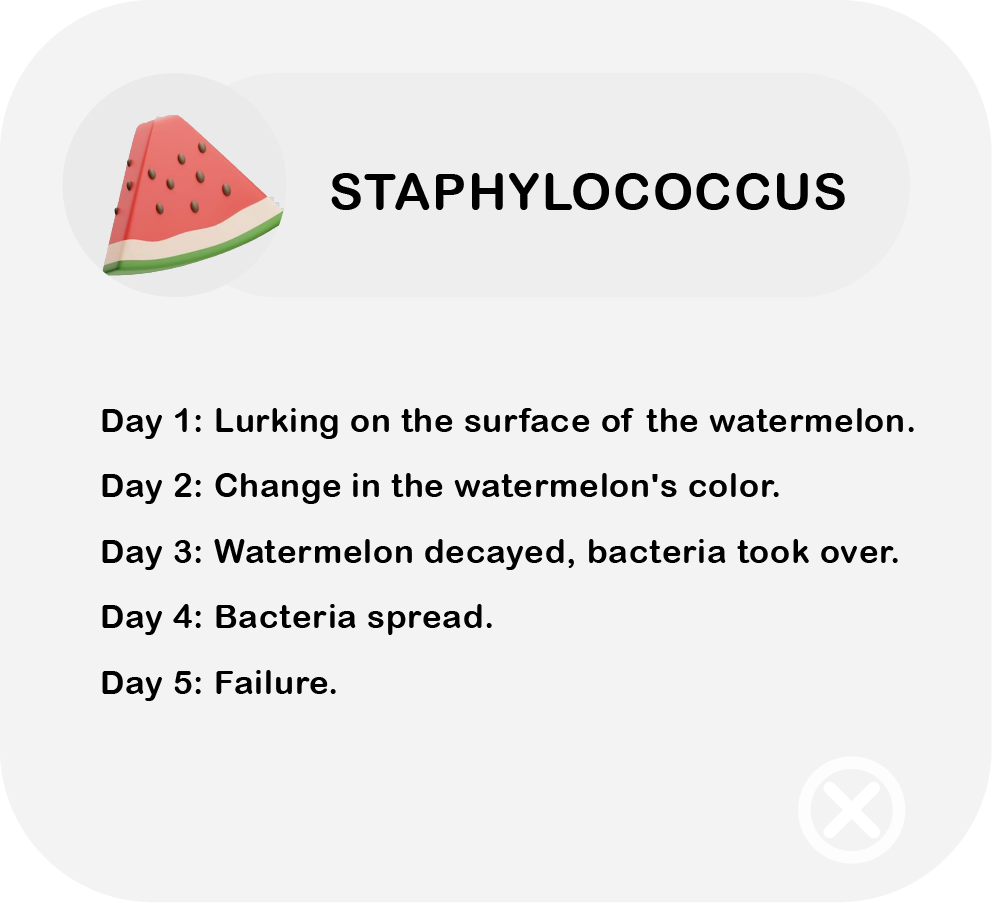 STAPHYLOCOCCUS
Day 1: Lurking on the surface of the watermelon.
Day 2: Change in the watermelon's color.
Day 3: Watermelon decayed, bacteria took over.
Day 4: Bacteria spread.
Day 5: Failure.